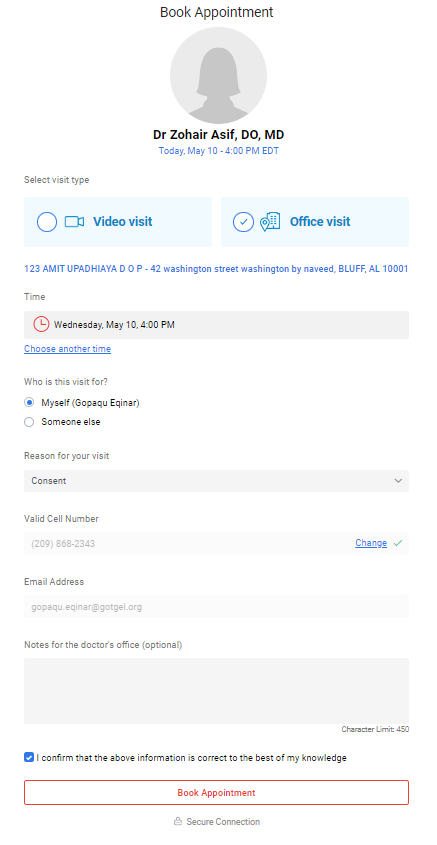 Book Appointment
Dr Zohair Asif, DO, MD
Today, May 10 - 4:00 PM EDT
Select visit type
Video visit
Office visit
123 AMIT UPADHIAYA D O P - 42 washington street washington by naveed, BLUFF, AL 10001
Time
Wednesday, May 10, 4:00 PM
Choose another time
Who is this visit for?
Myself (Gopaqu Eqinar)
Someone else
Reason for your visit
Consent
Valid Cell Number
(209) 868-2343 Change
Email Address
gopaqu.eqinar@gotgel.org
Notes for the doctor's office (optional)
Character Limit: 450
I confirm that the above information is correct to the best of my knowledge
Book Appointment
Secure Connection